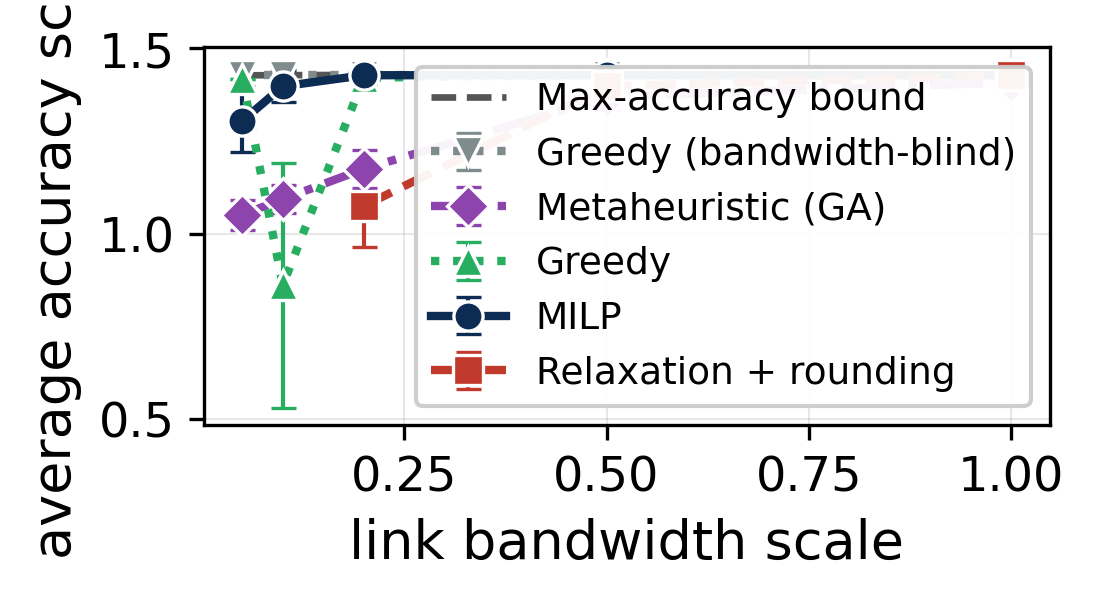 average accuracy sc
1.5
1.0
0.5
Max-accuracy bound
Greedy (bandwidth-blind)
Metaheuristic (GA)
Greedy
MILP
Relaxation + rounding
0.25 0.50 0.75 1.00
link bandwidth scale